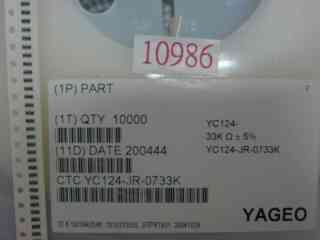 10986
(1P) PART
(1T) QTY 10000
YC124-
33K Ω ± 5%
(11D) DATE 200444
YC124-JR-0733K
CTC YC124-JR-0733K
YAGEO